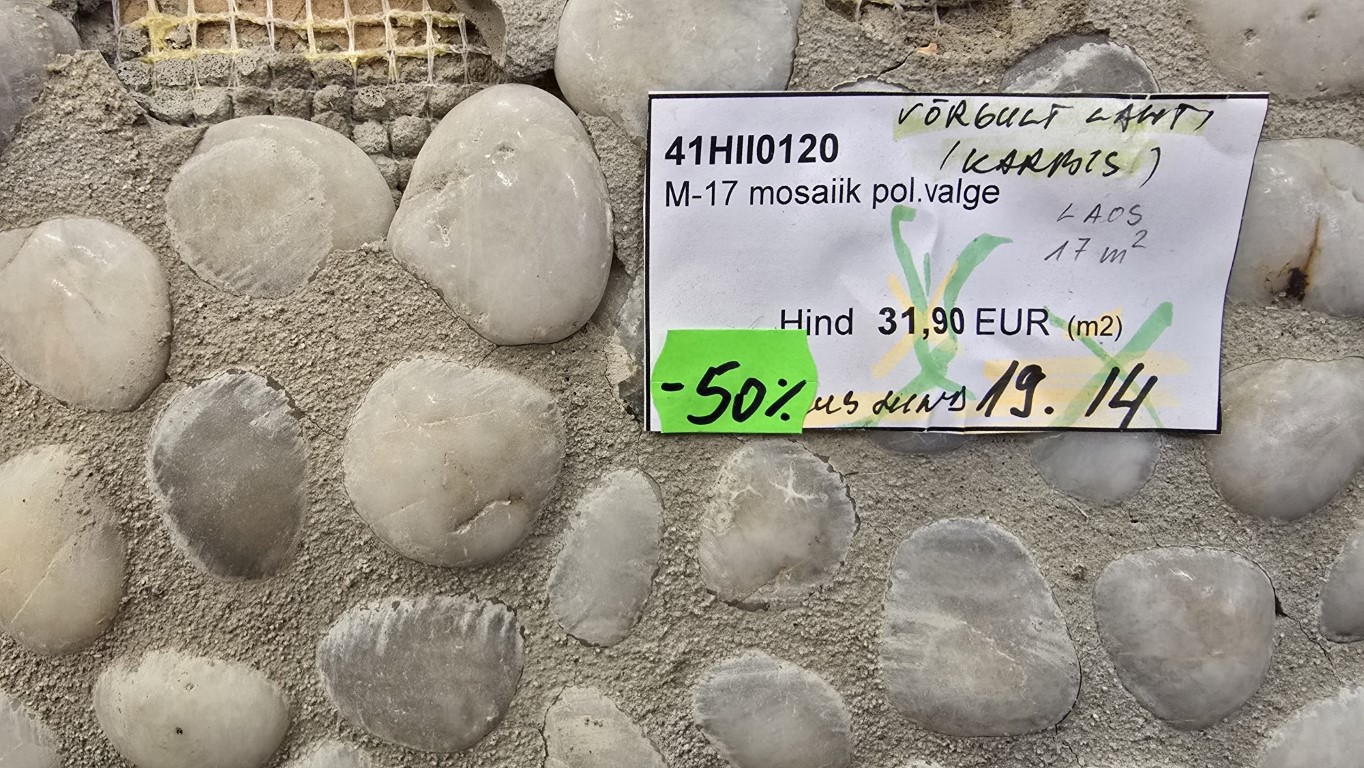 VÕRGULT LAHTI
(KARBIS)
41HII0120
M-17 mosaiik pol.valge
LAOS
17 m²
Hind 31,90 EUR (m2)
-50%
HIND 19.14